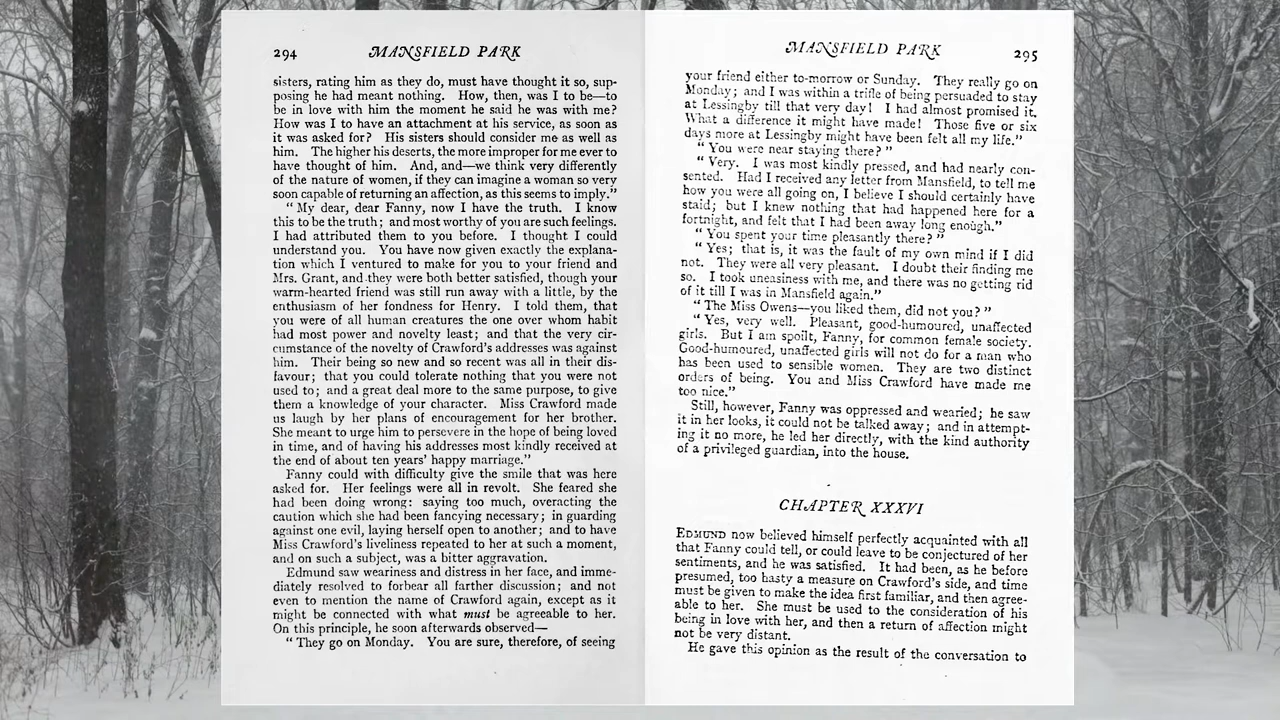 294 MANSFIELD PARK
sisters, rating him as they do, must have thought it so, sup-
posing he had meant nothing. How, then, was I to be—to
be in love with him the moment he said he was with me?
How was I to have an attachment at his service, as soon as
it was asked for? His sisters should consider me as well as
him. The higher his deserts, the more improper for me ever to
have thought of him. And, and—we think very differently
of the nature of women, if they can imagine a woman so very
soon capable of returning an affection, as this seem to imply.”
“My dear, dear Fanny, now I have the truth. I know
this to be the truth; and most worthy of you are such feelings.
I had attributed them to you before. I thought I could
understand you. You have now given exactly the explana-
tion which I ventured to make for you to your friend and
Mrs. Grant, and they were both better satisfied, though your
warm-hearted friend was still run away with a little, by the
enthusiasm of her fondness for Henry. I told them, that
you were of all human creatures the one over whom habit
had most power and novelty least; and that the very cir-
cumstance of the novelty of Crawford’s addresses was against
him. Their being so new and so recent was all in their dis-
favour; that you could tolerate nothing that you were not
used to; and a great deal more to the same purpose, to give
them a knowledge of your character. Miss Crawford made
us laugh by her plans of encouragement for her brother.
She meant to urge him to persevere in the hope of being loved
in time, and of having his addresses most kindly received at
the end of about ten years’ happy marriage.”
Fanny could with difficulty give the smile that was here
asked for. Her feelings were all in revolt. She feared she
had been doing wrong: saying too much, overacting the
caution which she had been fancying necessary; in guarding
against one evil, laying herself open to another; and to have
Miss Crawford’s liveliness repeated to her at such a moment,
and on such a subject, was a bitter aggravation.
Edmund saw weariness and distress in her face, and imme-
diately resolved to forbear all farther discussion; and not
even to mention the name of Crawford again, except as it
might be connected with what must be agreeable to her.
On this principle, he soon afterwards observed—
“They go on Monday. You are sure, therefore, of seeing
MANSFIELD PARK 295
your friend either to-morrow or Sunday. They really go on
Monday; and I was within a trifle of being persuaded to stay
at Lessingby till that very day! I had almost promised it.
What a difference it might have made! Those five or six
days more at Lessingby might have been felt all my life.”
“You were near staying there?”
“Very. I was most kindly pressed, and had nearly con-
sented. Had I received any letter from Mansfield, to tell me
how you were all going on, I believe I should certainly have
staid; but I knew nothing that had happened here for a
fortnight, and felt that I had been away long enough.”
“You spent your time pleasantly there?”
“Yes; that is, it was the fault of my own mind if I did
not. They were all very pleasant. I doubt their finding me
so. I took uneasiness with me, and there was no getting rid
of it till I was in Mansfield again.”
“The Miss Owens—you liked them, did not you?”
“Yes, very well. Pleasant, good-humoured, unaffected
girls. But I am spoilt, Fanny, for common female society.
Good-humoured, unaffected girls will not do for a man who
has been used to sensible women. They are two distinct
orders of being. You and Miss Crawford have made me
too nice.”
Still, however, Fanny was oppressed and wearied; he saw
it in her looks, it could not be talked away; and in attempt-
ing it no more, he led her directly, with the kind authority
of a privileged guardian, into the house.
CHAPTER XXXVI
EDMUND now believed himself perfectly acquainted with all
that Fanny could tell, or could leave to be conjectured of her
sentiments, and he was satisfied. It had been, as he before
presumed, too hasty a measure on Crawford’s side, and time
must be given to make the idea first familiar, and then agree-
able to her. She must be used to the consideration of his
being in love with her, and then a return of affection might
not be very distant.
He gave this opinion as the result of the conversation to